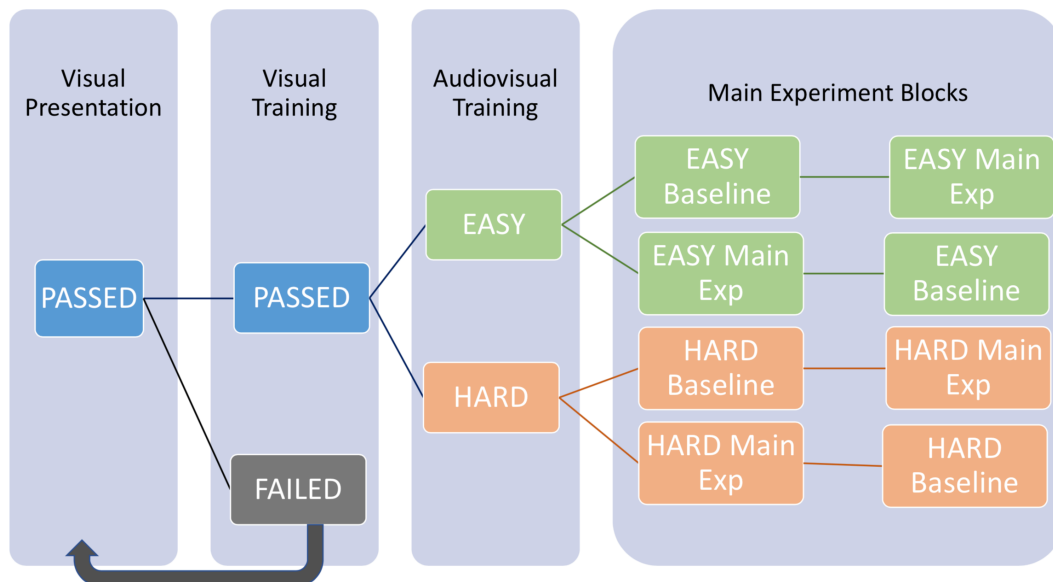 Visual
Presentation
Visual
Training
Audiovisual
Training
Main Experiment Blocks
PASSED
PASSED
FAILED
EASY
HARD
EASY
Baseline
EASY Main
Exp
EASY Main
Exp
EASY
Baseline
HARD
Baseline
HARD Main
Exp
HARD Main
Exp
HARD
Baseline